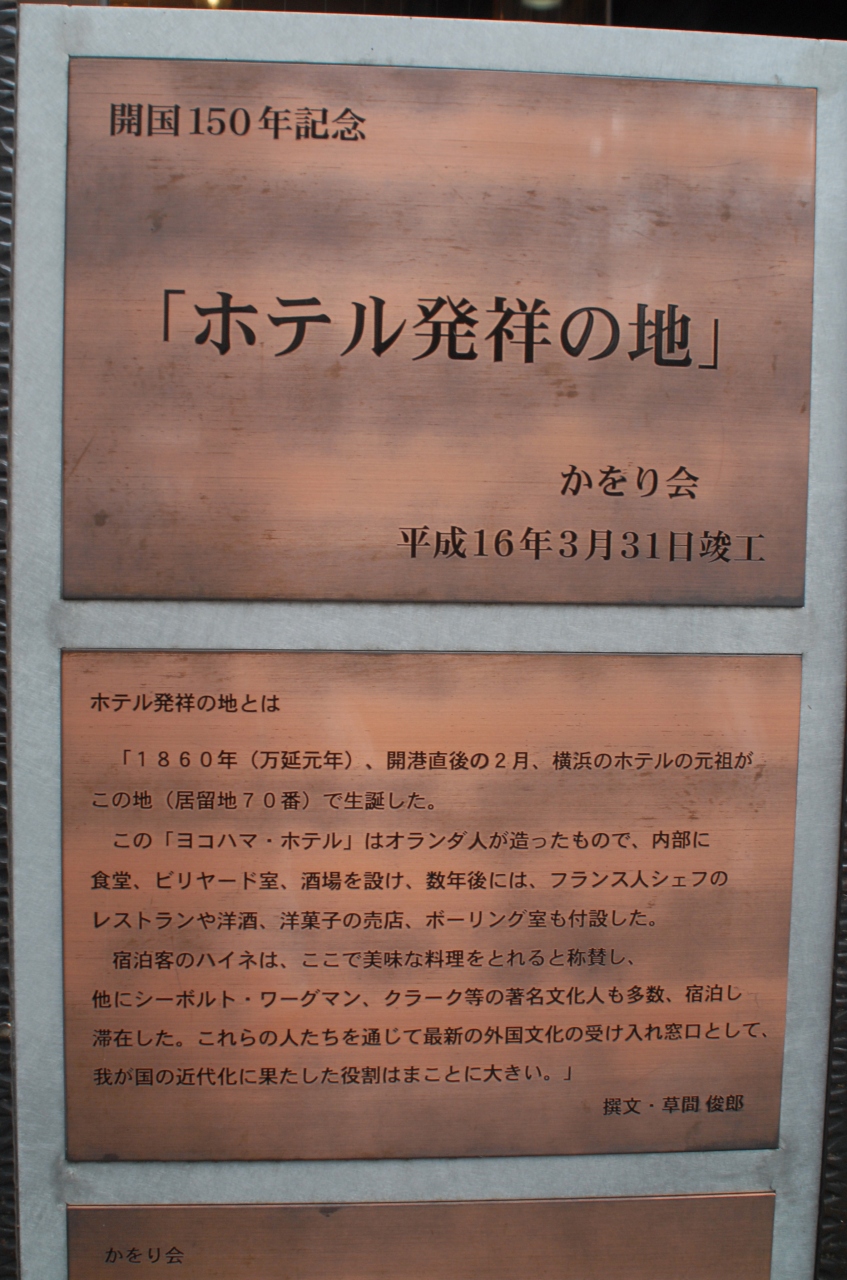 開国150年記念
「ホテル発祥の地」
かをり会
平成16年3月31日竣工
ホテル発祥の地とは
「１８６０年（万延元年）、開港直後の２月、横浜のホテルの元祖が
この地（居留地７０番）で生誕した。
この「ヨコハマ・ホテル」はオランダ人が造ったもので、内部に
食堂、ビリヤード室、酒場を設け、数年後には、フランス人シェフの
レストランや洋酒、洋菓子の売店、ボーリング室も付設した。
宿泊客のハイネは、ここで美味な料理をとれると称賛し、
他にシーボルト・ワーグマン、クラーク等の著名文化人も多数、宿泊し
滞在した。これらの人たちを通じて最新の外国文化の受け入れ窓口として、
我が国の近代化に果たした役割はまことに大きい。」
撰文・草間 俊郎
かをり会